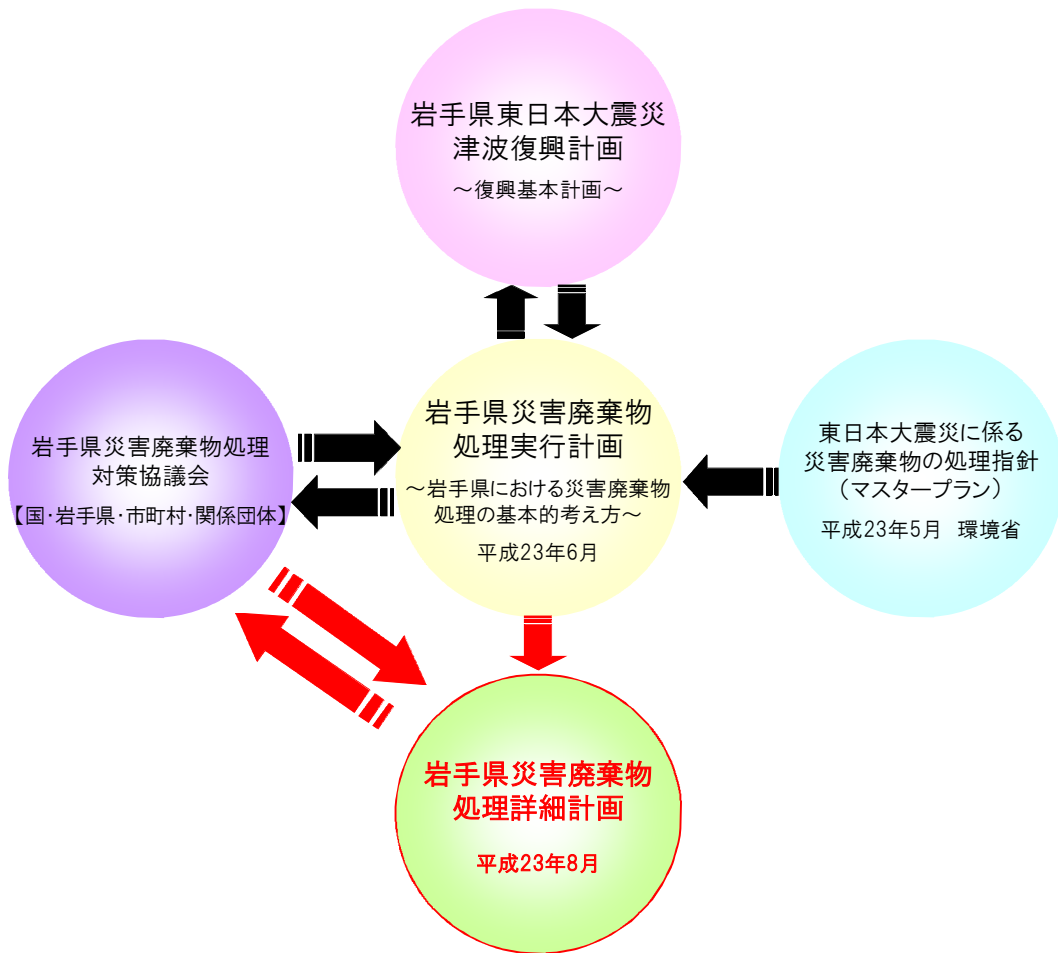 岩手県東日本大震災
津波復興計画
～復興基本計画～
岩手県災害廃棄物処理
対策協議会
【国・岩手県・市町村・関係団体】
岩手県災害廃棄物
処理実行計画
～岩手県における災害廃棄物
処理の基本的考え方～
平成23年6月
東日本大震災に係る
災害廃棄物の処理指針
（マスタープラン）
平成23年5月　環境省
岩手県災害廃棄物
処理詳細計画
平成23年8月